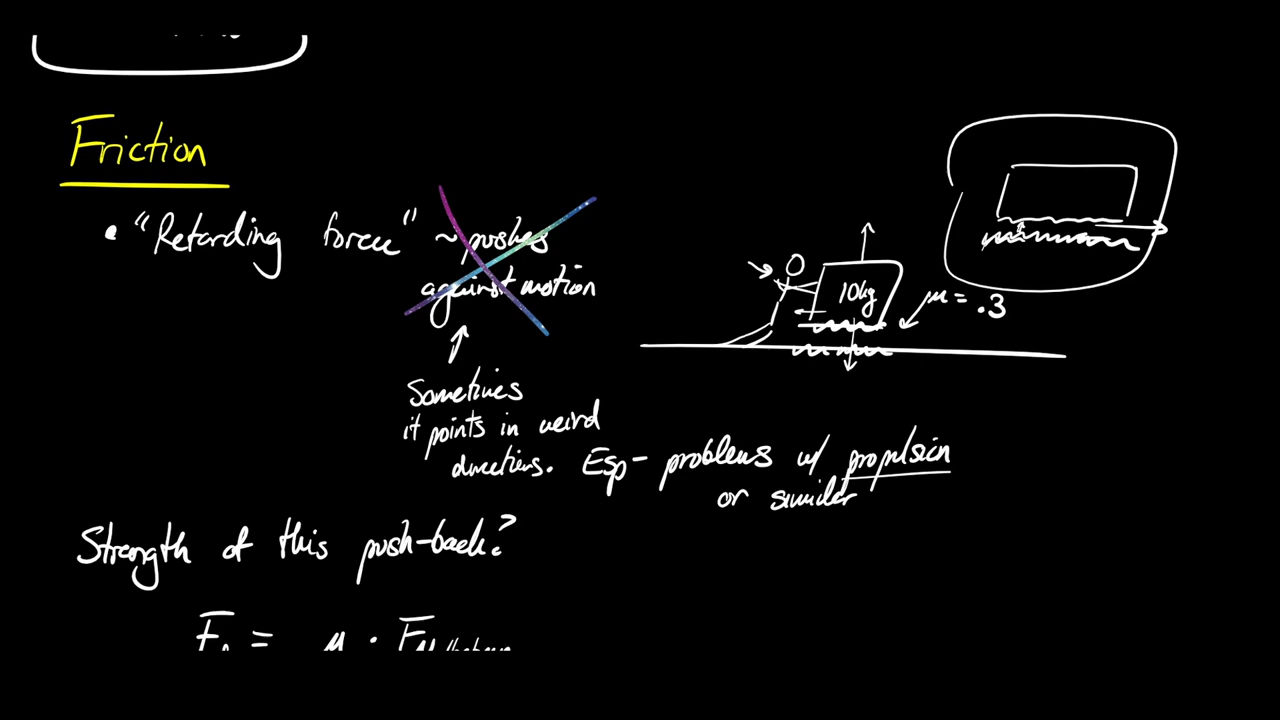 Friction
• "Retarding force" ~ pushes
against motion
10kg
μ = .3
Sometimes
it points in weird
directions. Esp- problems w/ propulsion
or similar
Strength of this push-back?
F = μ · F